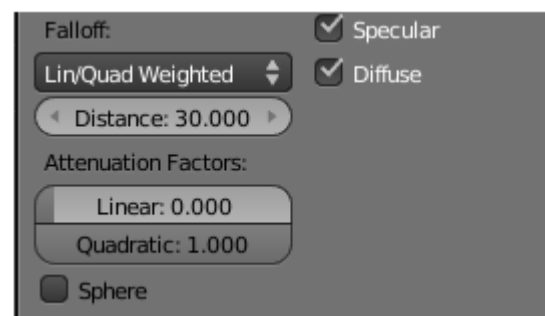 Falloff:
Specular
Lin/Quad Weighted
Diffuse
Distance: 30.000
Attenuation Factors:
Linear: 0.000
Quadratic: 1.000
Sphere